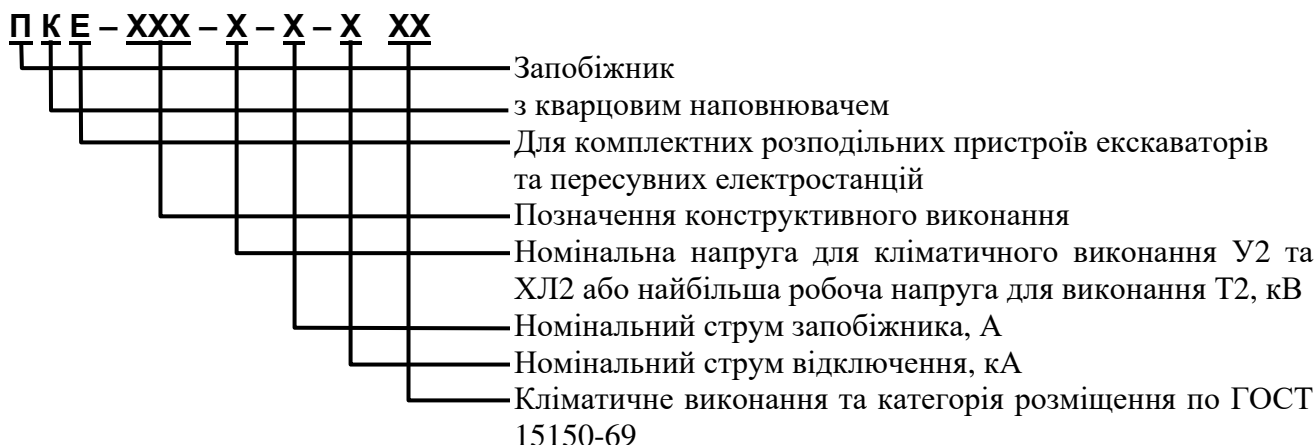 П К Е – ХХХ – Х – Х – Х ХХ
Запобіжник
з кварцовим наповнювачем
Для комплектних розподільних пристроїв екскаваторів
та пересувних електростанцій
Позначення конструктивного виконання
Номінальна напруга для кліматичного виконання У2 та
ХЛ2 або найбільша робоча напруга для виконання Т2, кВ
Номінальний струм запобіжника, А
Номінальний струм відключення, кА
Кліматичне виконання та категорія розміщення по ГОСТ
15150-69